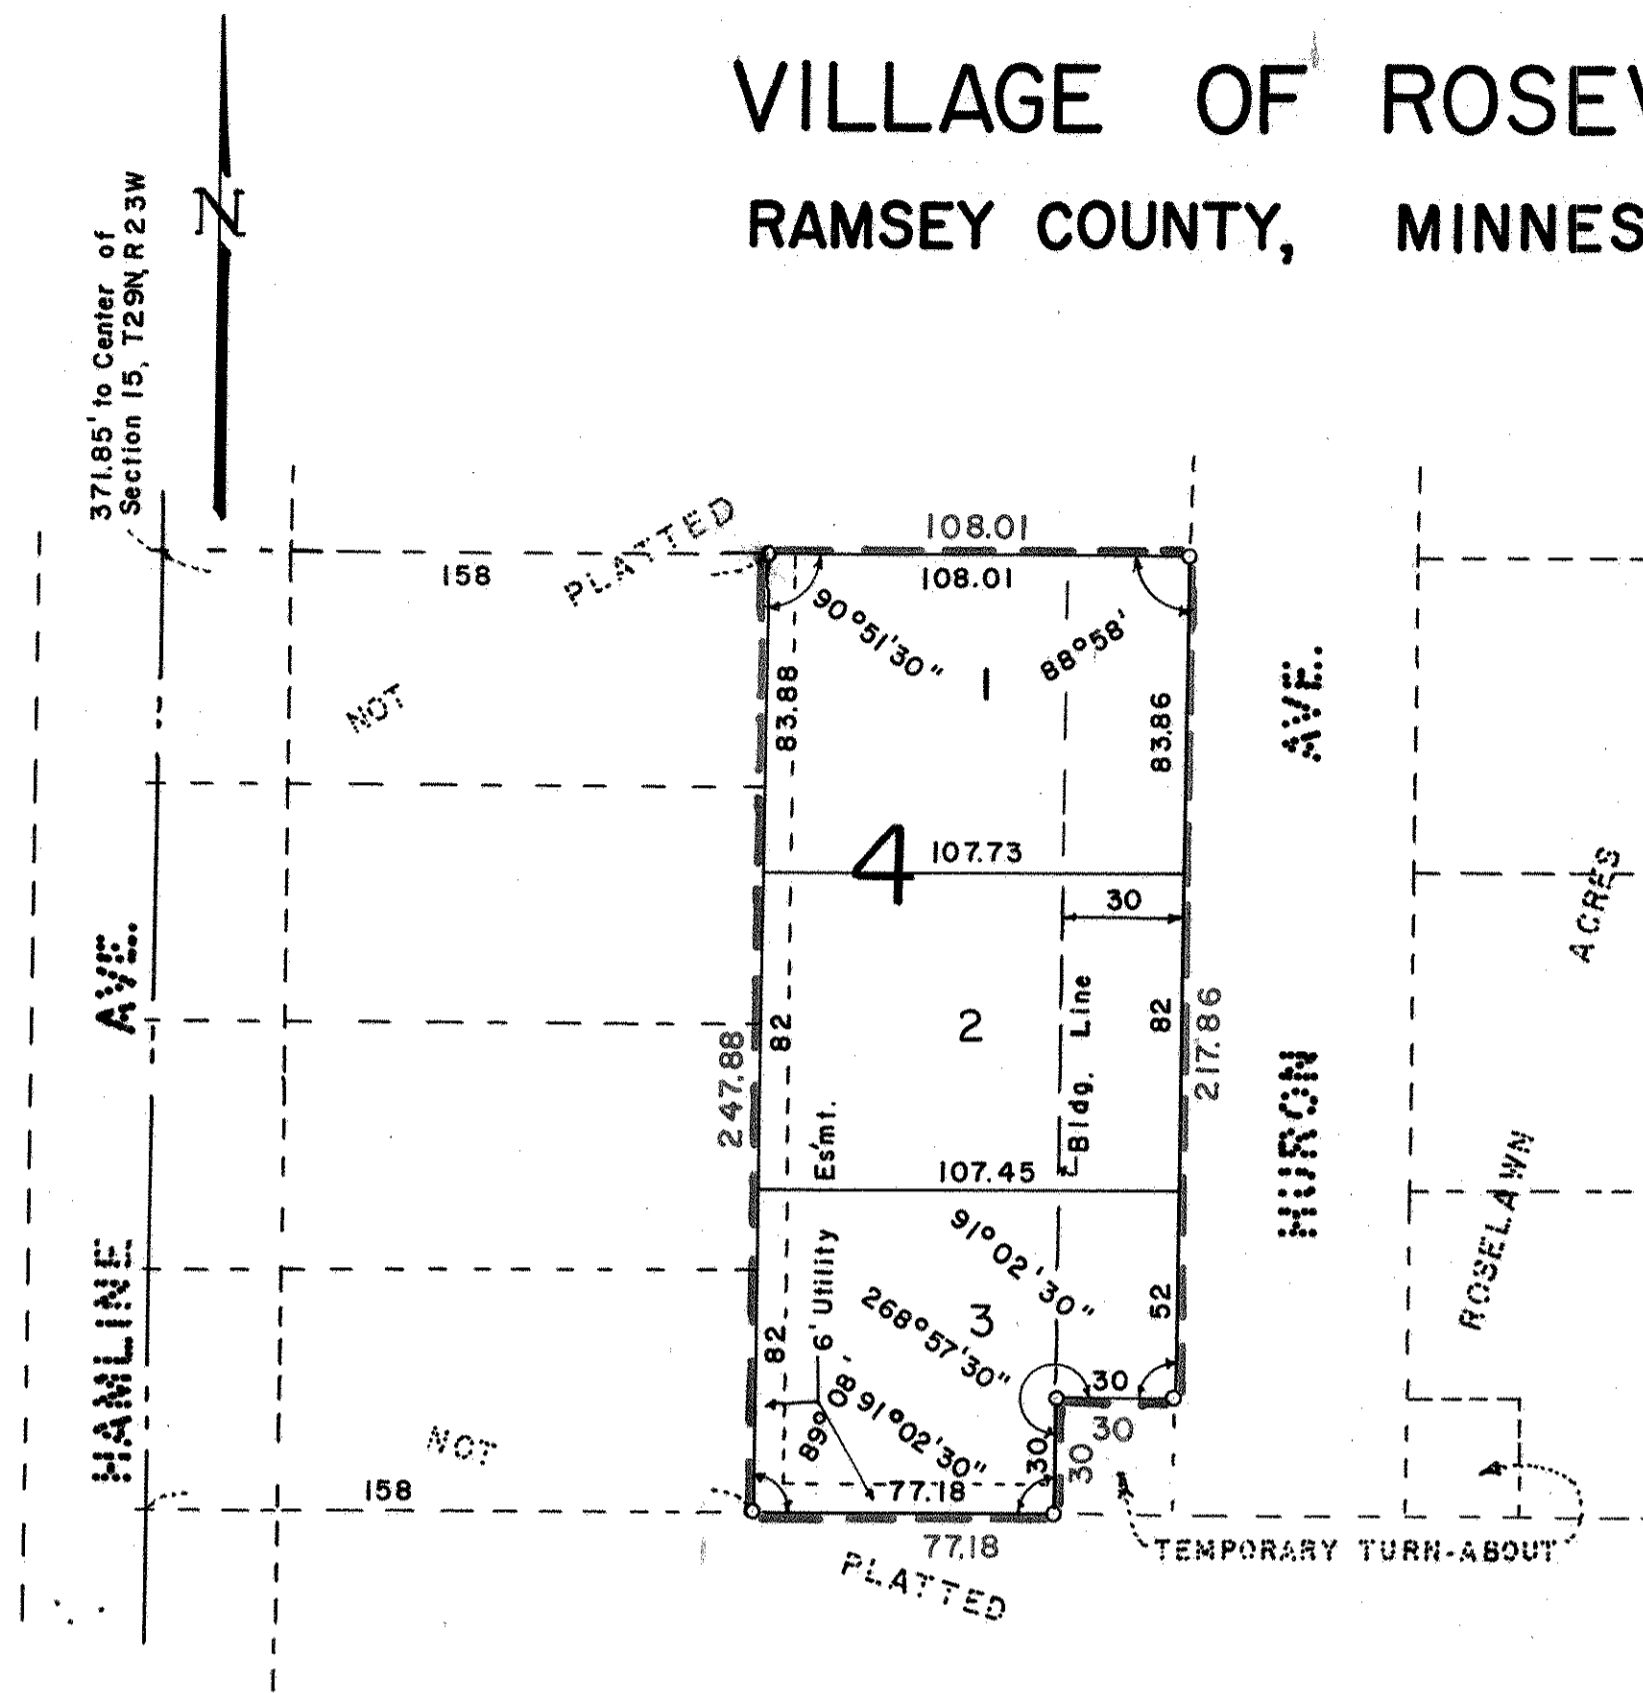 VILLAGE OF ROSEV
RAMSEY COUNTY, MINNES
371.85' to Center of
Section 15, T29N, R23W
N
PLATTED
158
NOT
108.01
108.01
90°51'30"
88°58'
1
83.88
83.86
AVE.
4
107.73
30
ACRES
HAMLINE AVE.
247.88
82
2
Bldg. Line
82
217.86
HURON
Es'mt.
107.45
ROSELAWN
6' Utility
91°02'30"
3
268°57'30"
52
82
89°08'
91°02'30"
30
30
30
30
NOT
158
77.18
77.18
PLATTED
TEMPORARY TURN-ABOUT